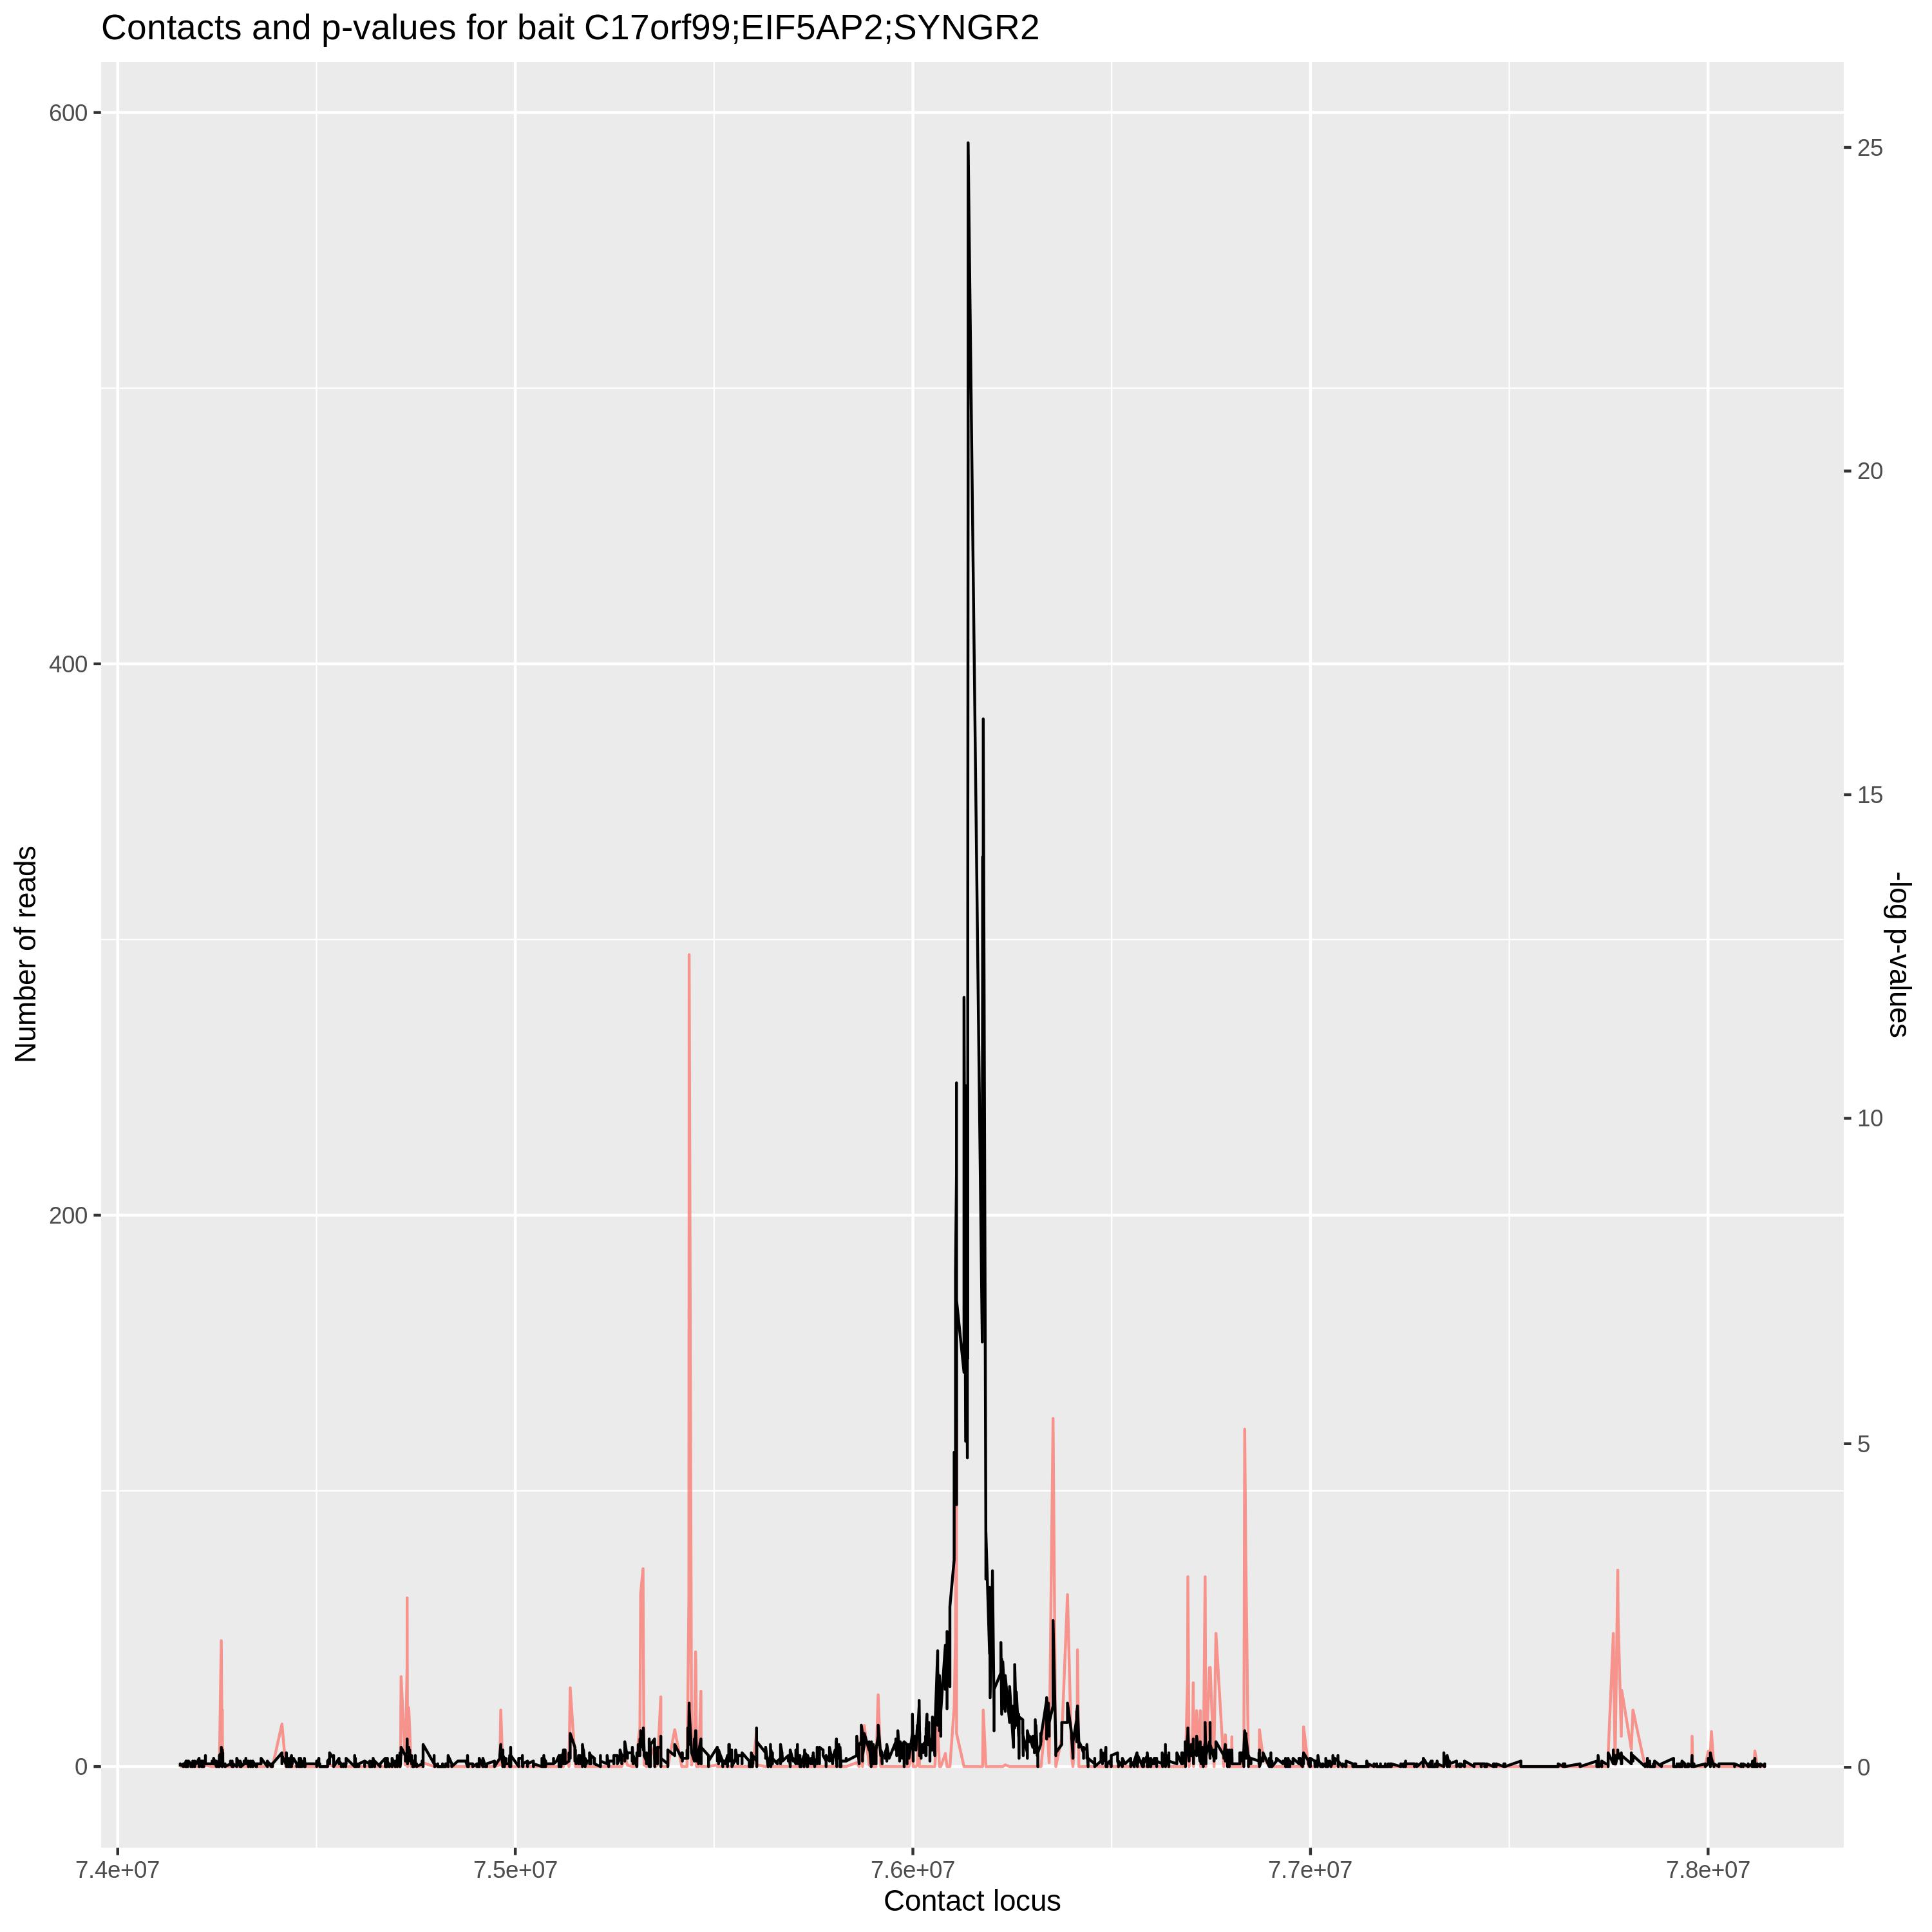 Contacts and p-values for bait C17orf99;EIF5AP2;SYNGR2
600
400
200
0
Number of reads
25
20
15
10
5
0
-log p-values
7.4e+07
7.5e+07
7.6e+07
7.7e+07
7.8e+07
Contact locus